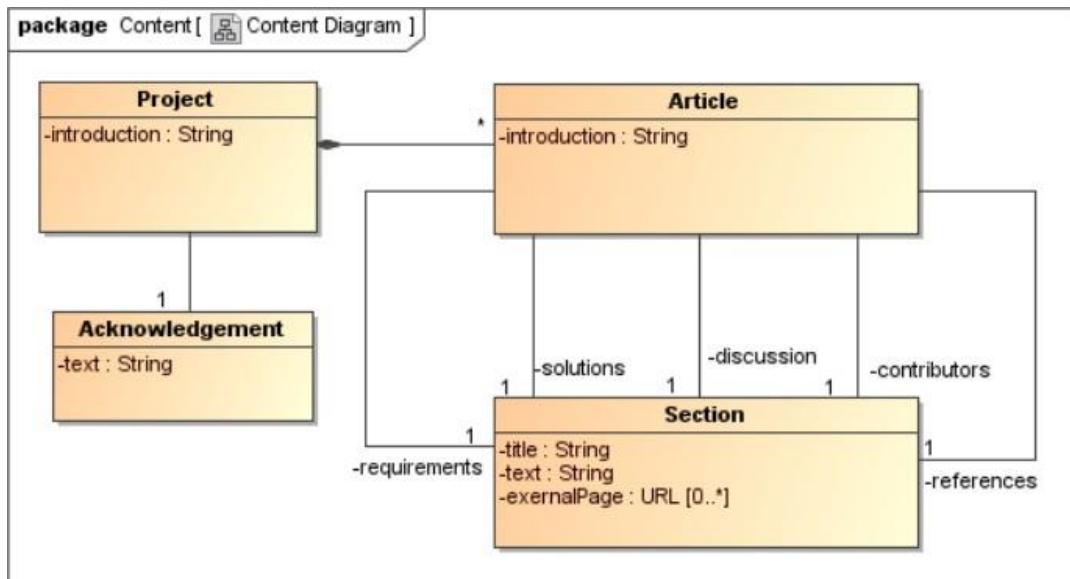 package Content [ Content Diagram ]
Project
-introduction : String
Article
-introduction : String
*
1
Acknowledgement
-text : String
-solutions
-discussion
-contributors
1
1
1
1
-requirements
Section
-title : String
-text : String
-exernalPage : URL [0..*]
1
-references